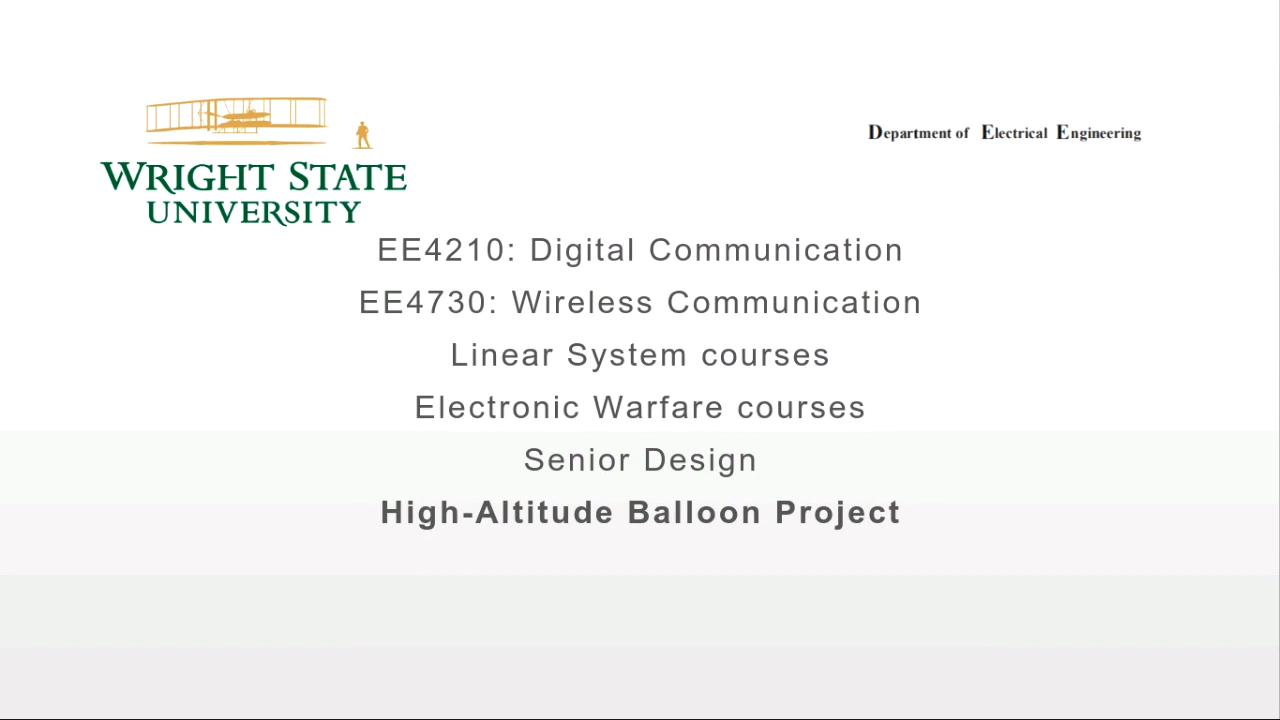 WRIGHT STATE
UNIVERSITY
Department of Electrical Engineering
EE4210: Digital Communication
EE4730: Wireless Communication
Linear System courses
Electronic Warfare courses
Senior Design
High-Altitude Balloon Project